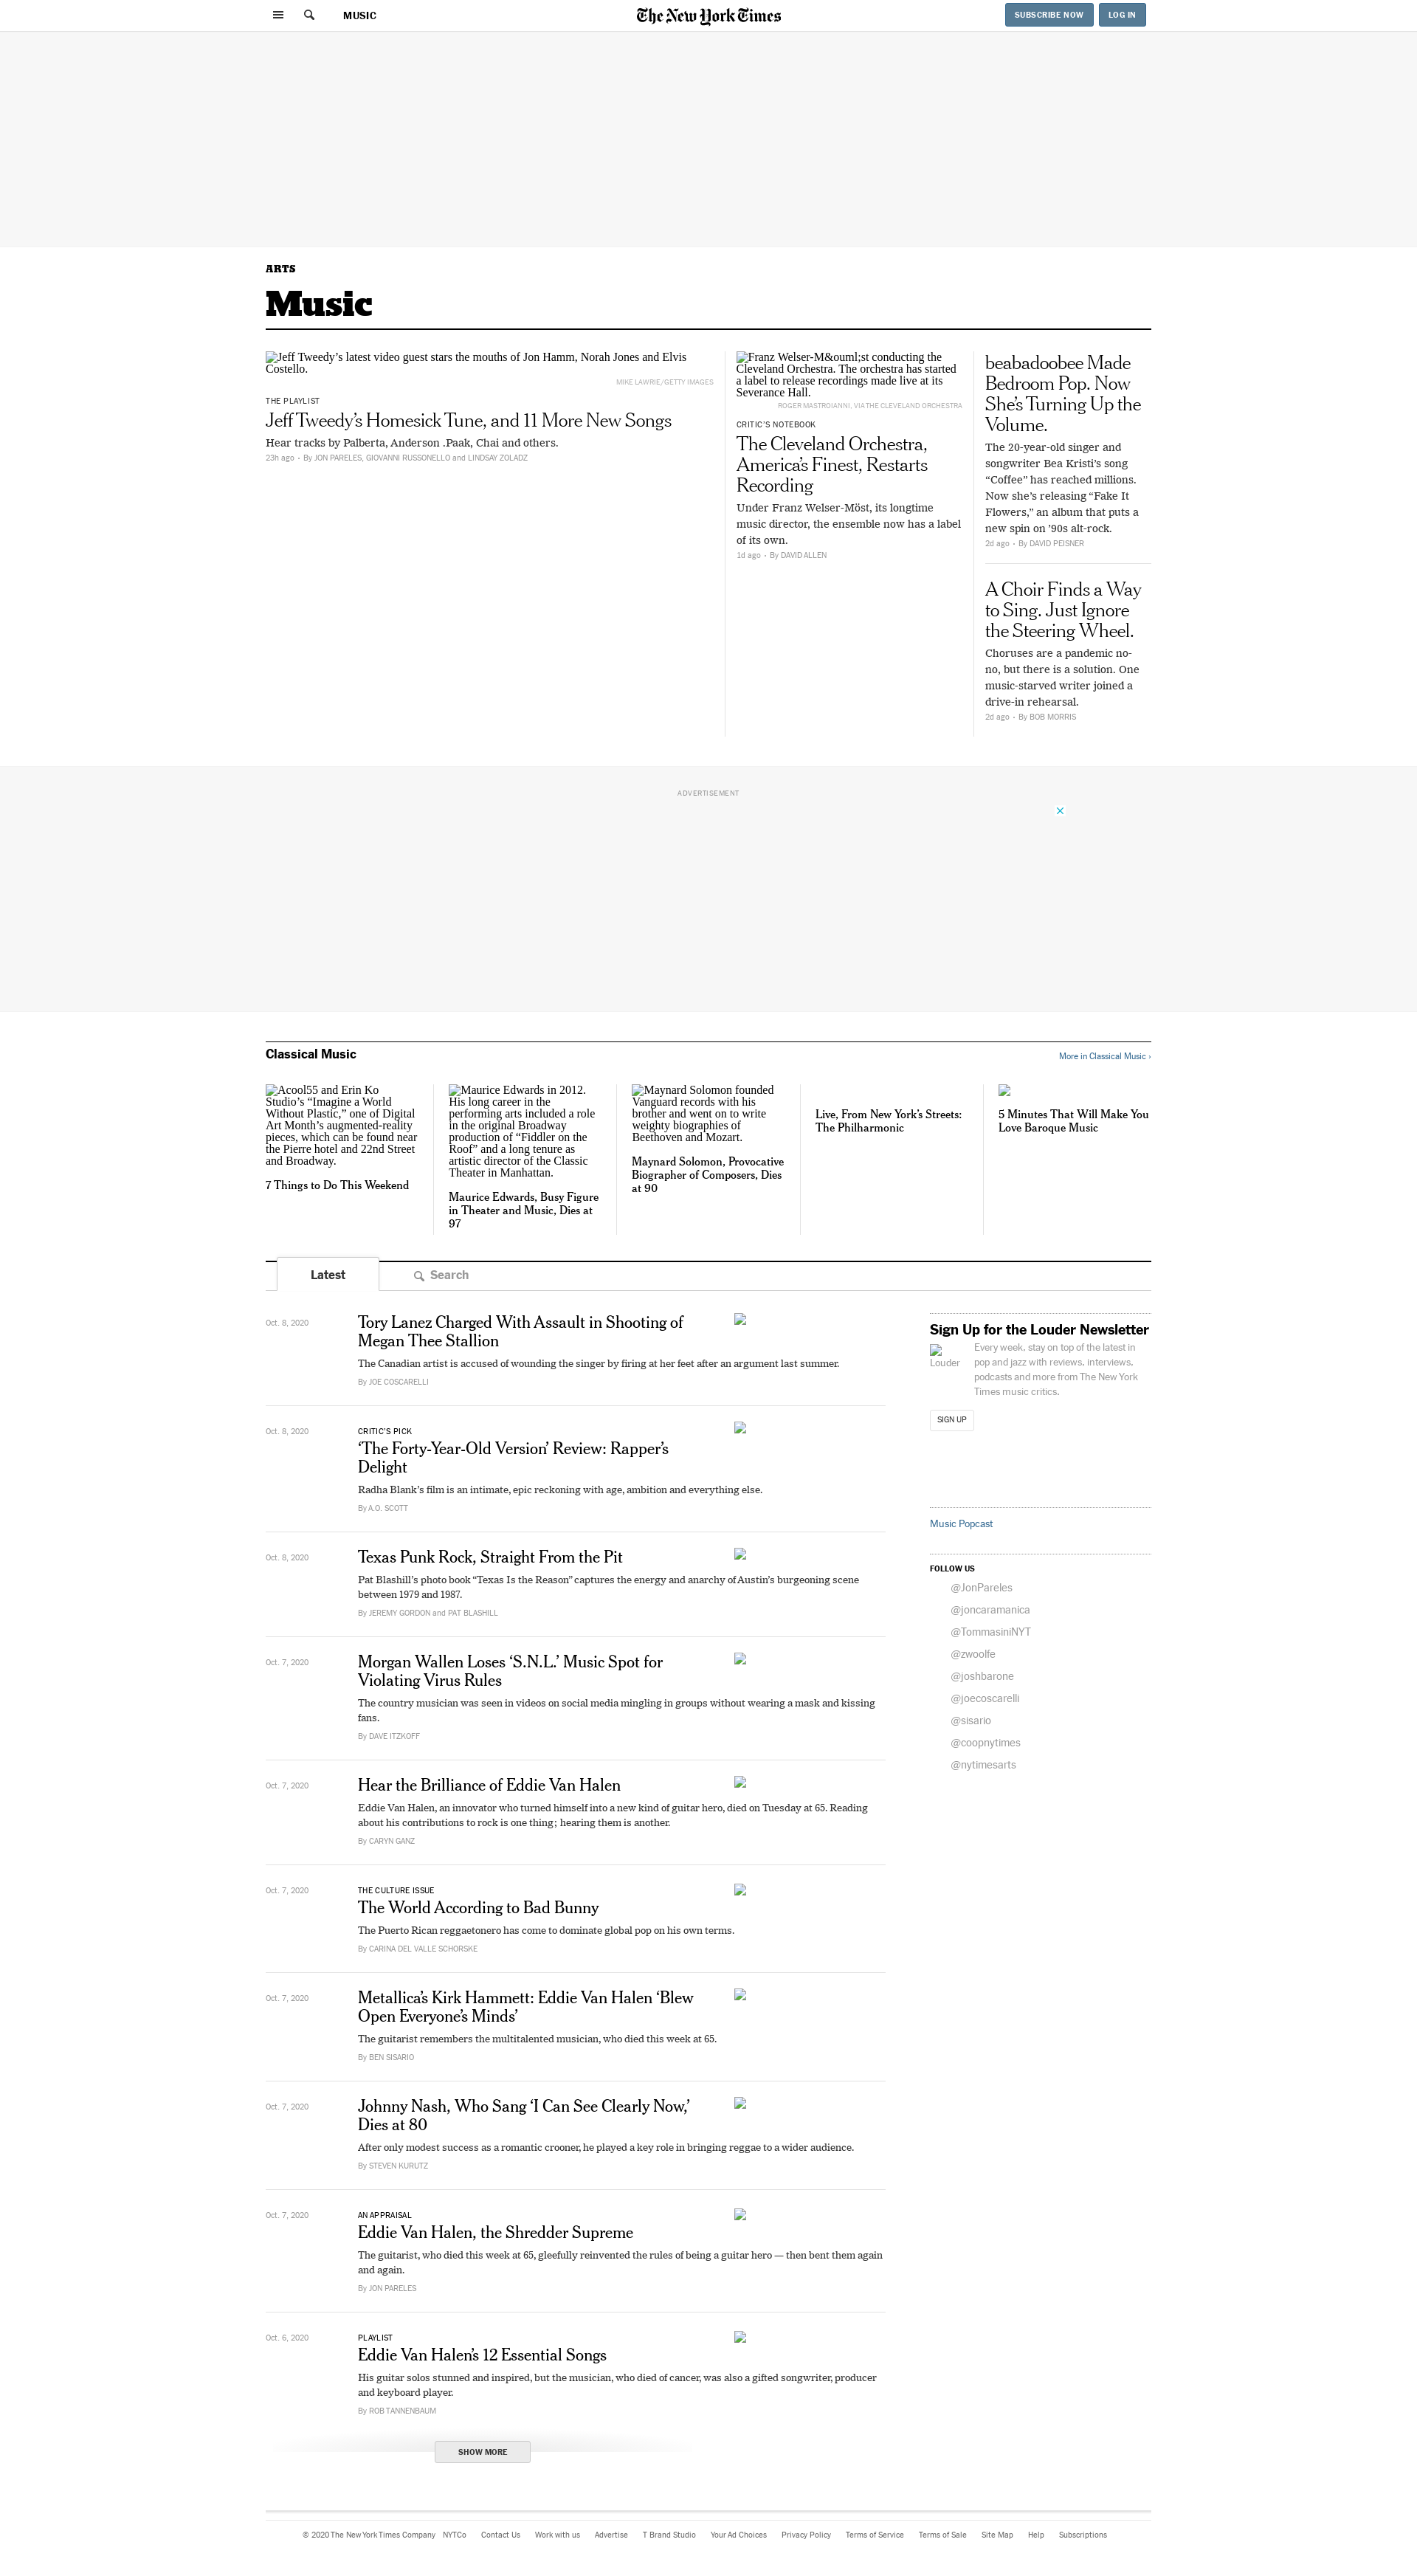 MUSIC
The New York Times
SUBSCRIBE NOW
LOG IN
ARTS
Music
Jeff Tweedy’s latest video guest stars the mouths of Jon Hamm, Norah Jones and Elvis
Costello.
MIKE LAWRIE/GETTY IMAGES
THE PLAYLIST
Jeff Tweedy’s Homesick Tune, and 11 More New Songs
Hear tracks by Palberta, Anderson .Paak, Chai and others.
23h ago • By JON PARELES, GIOVANNI RUSSONELLO and LINDSAY ZOLADZ
Franz Welser-M&ouml;st conducting the
Cleveland Orchestra. The orchestra has started
a label to release recordings made live at its
Severance Hall.
ROGER MASTROIANNI, VIA THE CLEVELAND ORCHESTRA
CRITIC’S NOTEBOOK
The Cleveland Orchestra,
America’s Finest, Restarts
Recording
Under Franz Welser-Möst, its longtime
music director, the ensemble now has a label
of its own.
1d ago • By DAVID ALLEN
beabadoobee Made
Bedroom Pop. Now
She’s Turning Up the
Volume.
The 20-year-old singer and
songwriter Bea Kristi’s song
“Coffee” has reached millions.
Now she’s releasing “Fake It
Flowers,” an album that puts a
new spin on ’90s alt-rock.
2d ago • By DAVID PEISNER
A Choir Finds a Way
to Sing. Just Ignore
the Steering Wheel.
Choruses are a pandemic no-
no, but there is a solution. One
music-starved writer joined a
drive-in rehearsal.
2d ago • By BOB MORRIS
ADVERTISEMENT
Classical Music
More in Classical Music ›
Acool55 and Erin Ko
Studio’s “Imagine a World
Without Plastic,” one of Digital
Art Month’s augmented-reality
pieces, which can be found near
the Pierre hotel and 22nd Street
and Broadway.
7 Things to Do This Weekend
Maurice Edwards in 2012.
His long career in the
performing arts included a role
in the original Broadway
production of “Fiddler on the
Roof” and a long tenure as
artistic director of the Classic
Theater in Manhattan.
Maurice Edwards, Busy Figure
in Theater and Music, Dies at
97
Maynard Solomon founded
Vanguard records with his
brother and went on to write
weighty biographies of
Beethoven and Mozart.
Maynard Solomon, Provocative
Biographer of Composers, Dies
at 90
Live, From New York’s Streets:
The Philharmonic
5 Minutes That Will Make You
Love Baroque Music
Latest
Search
Oct. 8, 2020
Tory Lanez Charged With Assault in Shooting of
Megan Thee Stallion
The Canadian artist is accused of wounding the singer by firing at her feet after an argument last summer.
By JOE COSCARELLI
Oct. 8, 2020
CRITIC’S PICK
‘The Forty-Year-Old Version’ Review: Rapper’s
Delight
Radha Blank’s film is an intimate, epic reckoning with age, ambition and everything else.
By A.O. SCOTT
Oct. 8, 2020
Texas Punk Rock, Straight From the Pit
Pat Blashill’s photo book “Texas Is the Reason” captures the energy and anarchy of Austin’s burgeoning scene
between 1979 and 1987.
By JEREMY GORDON and PAT BLASHILL
Oct. 7, 2020
Morgan Wallen Loses ‘S.N.L.’ Music Spot for
Violating Virus Rules
The country musician was seen in videos on social media mingling in groups without wearing a mask and kissing
fans.
By DAVE ITZKOFF
Oct. 7, 2020
Hear the Brilliance of Eddie Van Halen
Eddie Van Halen, an innovator who turned himself into a new kind of guitar hero, died on Tuesday at 65. Reading
about his contributions to rock is one thing; hearing them is another.
By CARYN GANZ
Oct. 7, 2020
THE CULTURE ISSUE
The World According to Bad Bunny
The Puerto Rican reggaetonero has come to dominate global pop on his own terms.
By CARINA DEL VALLE SCHORSKE
Oct. 7, 2020
Metallica’s Kirk Hammett: Eddie Van Halen ‘Blew
Open Everyone’s Minds’
The guitarist remembers the multitalented musician, who died this week at 65.
By BEN SISARIO
Oct. 7, 2020
Johnny Nash, Who Sang ‘I Can See Clearly Now,’
Dies at 80
After only modest success as a romantic crooner, he played a key role in bringing reggae to a wider audience.
By STEVEN KURUTZ
Oct. 7, 2020
AN APPRAISAL
Eddie Van Halen, the Shredder Supreme
The guitarist, who died this week at 65, gleefully reinvented the rules of being a guitar hero — then bent them again
and again.
By JON PARELES
Oct. 6, 2020
PLAYLIST
Eddie Van Halen’s 12 Essential Songs
His guitar solos stunned and inspired, but the musician, who died of cancer, was also a gifted songwriter, producer
and keyboard player.
By ROB TANNENBAUM
SHOW MORE
Sign Up for the Louder Newsletter
Louder
Every week, stay on top of the latest in
pop and jazz with reviews, interviews,
podcasts and more from The New York
Times music critics.
SIGN UP
Music Popcast
FOLLOW US
@JonPareles
@joncaramanica
@TommasiniNYT
@zwoolfe
@joshbarone
@joecoscarelli
@sisario
@coopnytimes
@nytimesarts
© 2020 The New York Times Company NYTCo Contact Us Work with us Advertise T Brand Studio Your Ad Choices Privacy Policy Terms of Service Terms of Sale Site Map Help Subscriptions